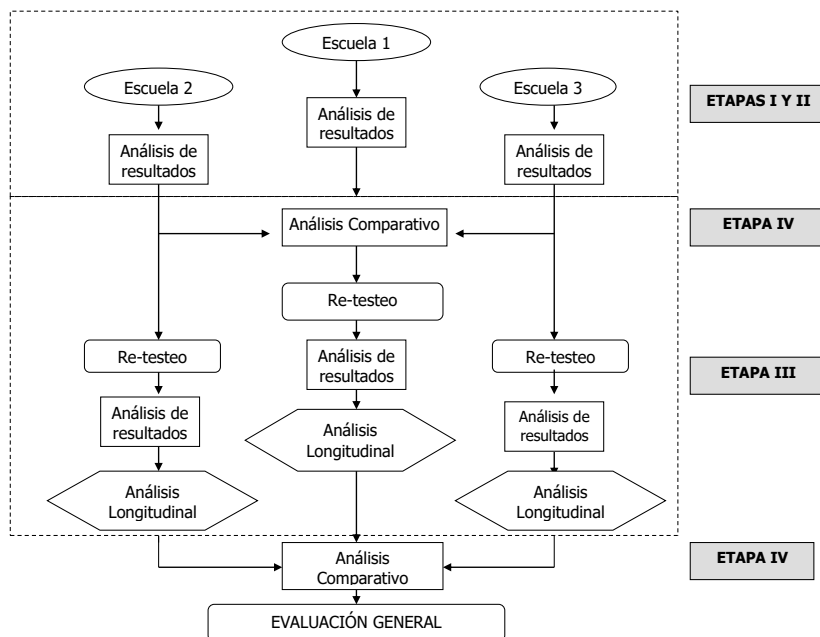 Escuela 1
Escuela 2
Escuela 3
ETAPAS I Y II
Análisis de
resultados
Análisis de
resultados
Análisis de
resultados
Análisis Comparativo
ETAPA IV
Re-testeo
Re-testeo
Re-testeo
ETAPA III
Análisis de
resultados
Análisis de
resultados
Análisis de
resultados
Análisis
Longitudinal
Análisis
Longitudinal
Análisis
Longitudinal
Análisis
Comparativo
ETAPA IV
EVALUACIÓN GENERAL